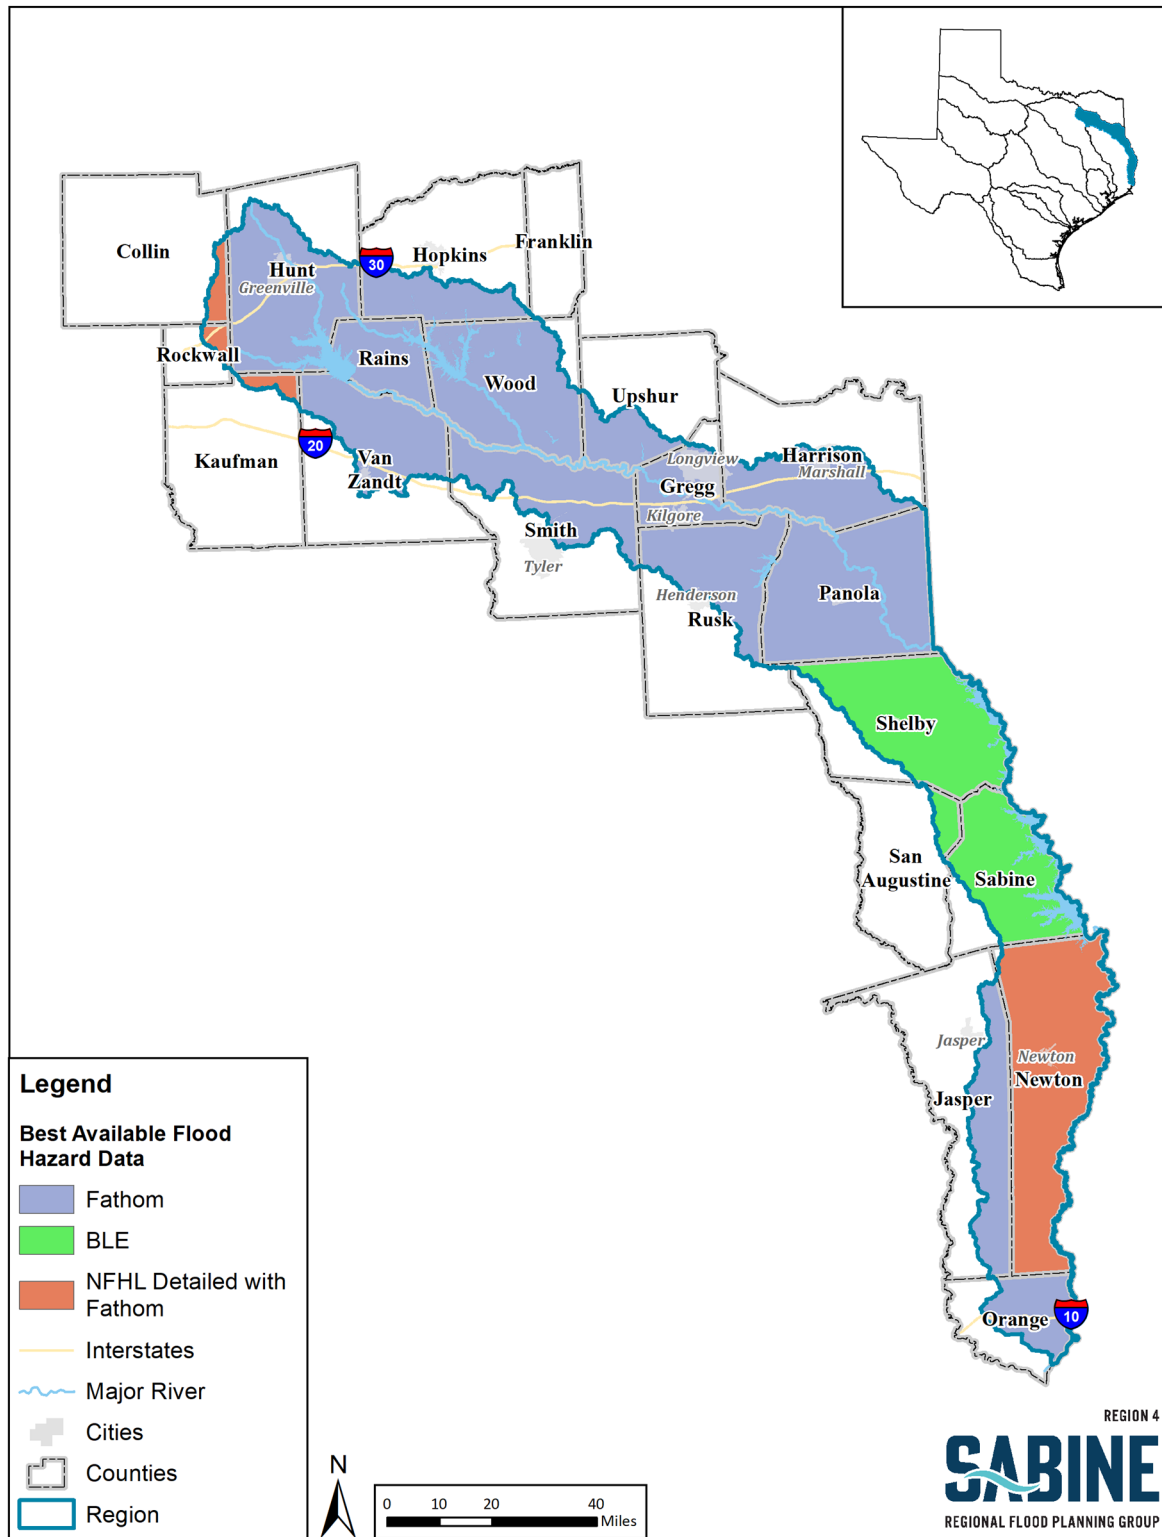 Collin
Hunt
Greenville
30
Hopkins
Franklin
Rockwall
Rains
Wood
Upshur
Kaufman
20
Van
Zandt
Longview
Gregg
Kilgore
Harrison
Marshall
Smith
Tyler
Henderson
Rusk
Panola
Shelby
San
Augustine
Sabine
Jasper
Jasper
Newton
Newton
Orange
10
Legend
Best Available Flood
Hazard Data
Fathom
BLE
NFHL Detailed with
Fathom
Interstates
Major River
Cities
Counties
Region
N
0 10 20 40
Miles
REGION 4
SABINE
REGIONAL FLOOD PLANNING GROUP